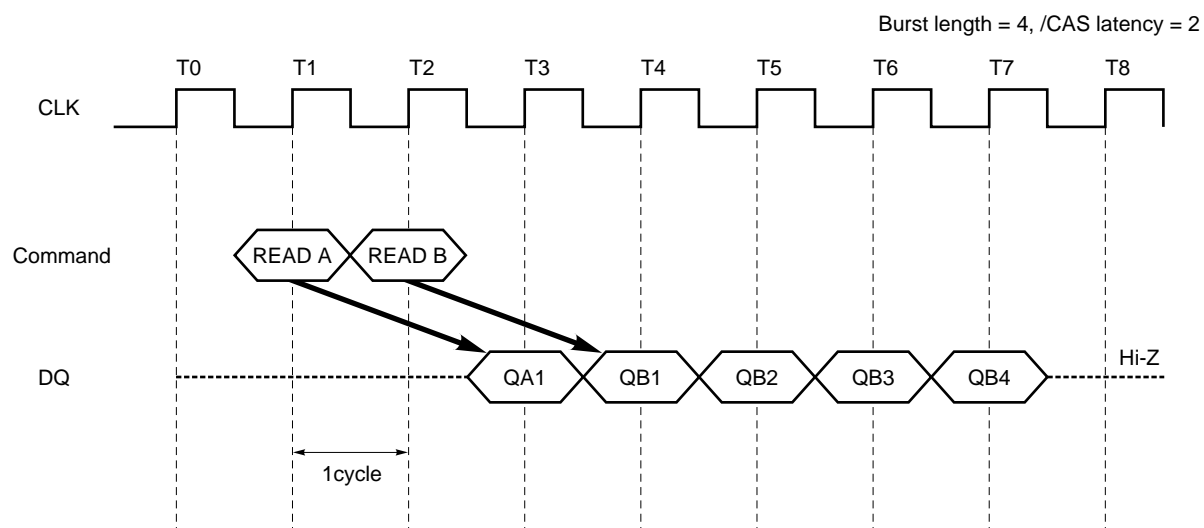 Burst length = 4, /CAS latency = 2
T0 T1 T2 T3 T4 T5 T6 T7 T8
CLK
Command READ A READ B
DQ QA1 QB1 QB2 QB3 QB4 Hi-Z
1cycle